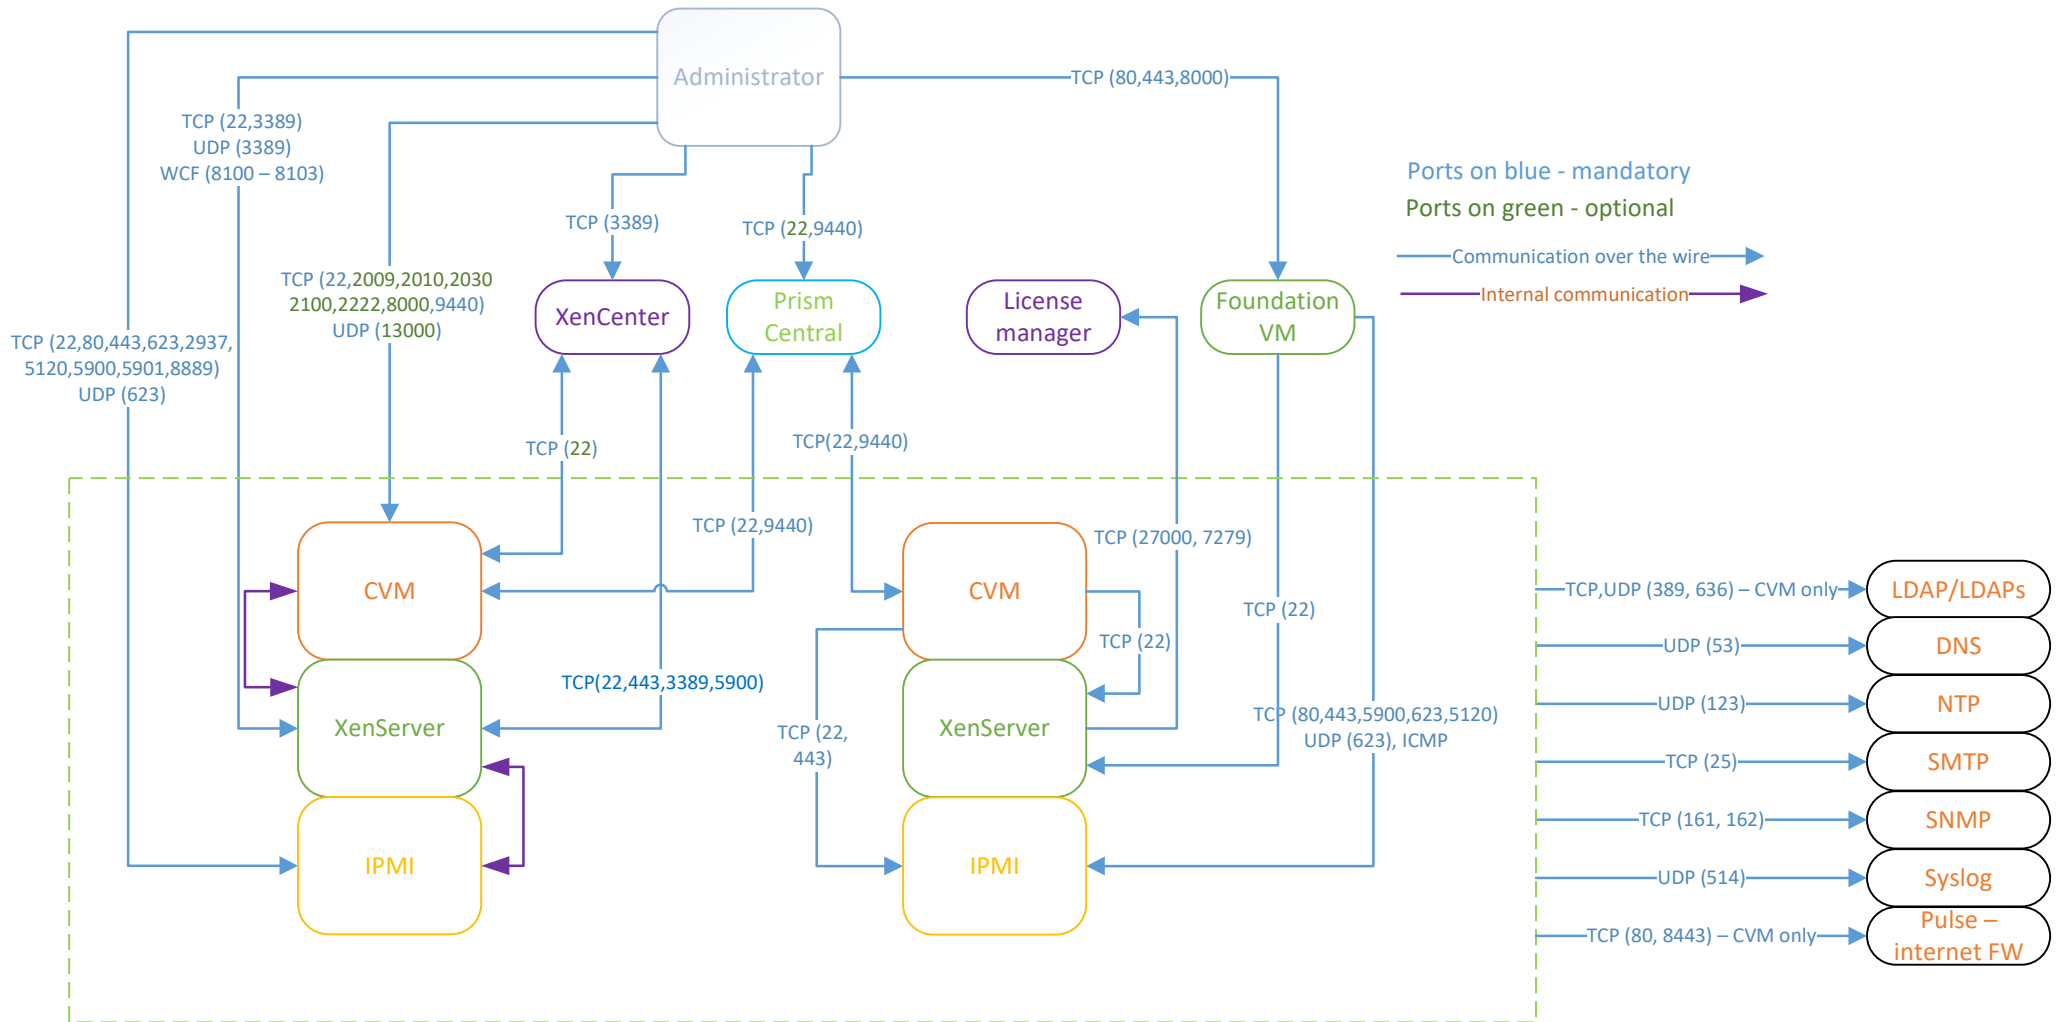 Administrator
TCP (80,443,8000)
TCP (22,3389)
UDP (3389)
WCF (8100 – 8103)
Ports on blue - mandatory
Ports on green - optional
Communication over the wire
Internal communication
TCP (3389)
TCP (22,9440)
TCP (22,2009,2010,2030
2100,2222,8000,9440)
UDP (13000)
XenCenter
Prism
Central
License
manager
Foundation
VM
TCP (22,80,443,623,2937,
5120,5900,5901,8889)
UDP (623)
TCP (22)
TCP(22,9440)
TCP (22,9440)
TCP (27000, 7279)
CVM
CVM
TCP (22)
TCP (22)
TCP(22,443,3389,5900)
XenServer
TCP (22,
443)
XenServer
TCP (80,443,5900,623,5120)
UDP (623), ICMP
IPMI
IPMI
TCP,UDP (389, 636) – CVM only
LDAP/LDAPs
UDP (53)
DNS
UDP (123)
NTP
TCP (25)
SMTP
TCP (161, 162)
SNMP
UDP (514)
Syslog
TCP (80, 8443) – CVM only
Pulse –
internet FW